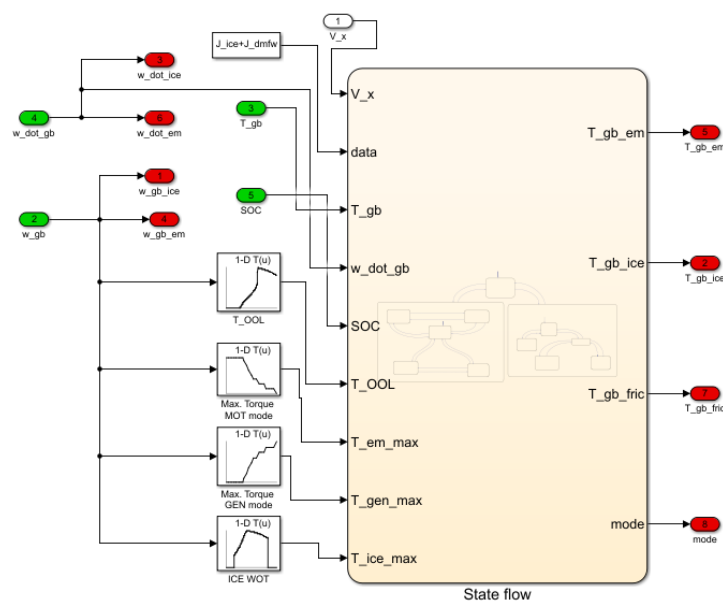 1
V_x
J_ice+J_dmfw
3
w_dot_ice
4
w_dot_gb
6
w_dot_em
3
T_gb
1
w_gb_ice
2
w_gb
4
w_gb_em
5
SOC
1-D T(u)
T_OOL
1-D T(u)
Max. Torque
MOT mode
1-D T(u)
Max. Torque
GEN mode
1-D T(u)
ICE WOT
V_x
data
T_gb
w_dot_gb
SOC
T_OOL
T_em_max
T_gen_max
T_ice_max
T_gb_em
T_gb_ice
T_gb_fric
mode
5
T_gb_em
2
T_gb_ice
7
T_gb_fric
8
mode
State flow